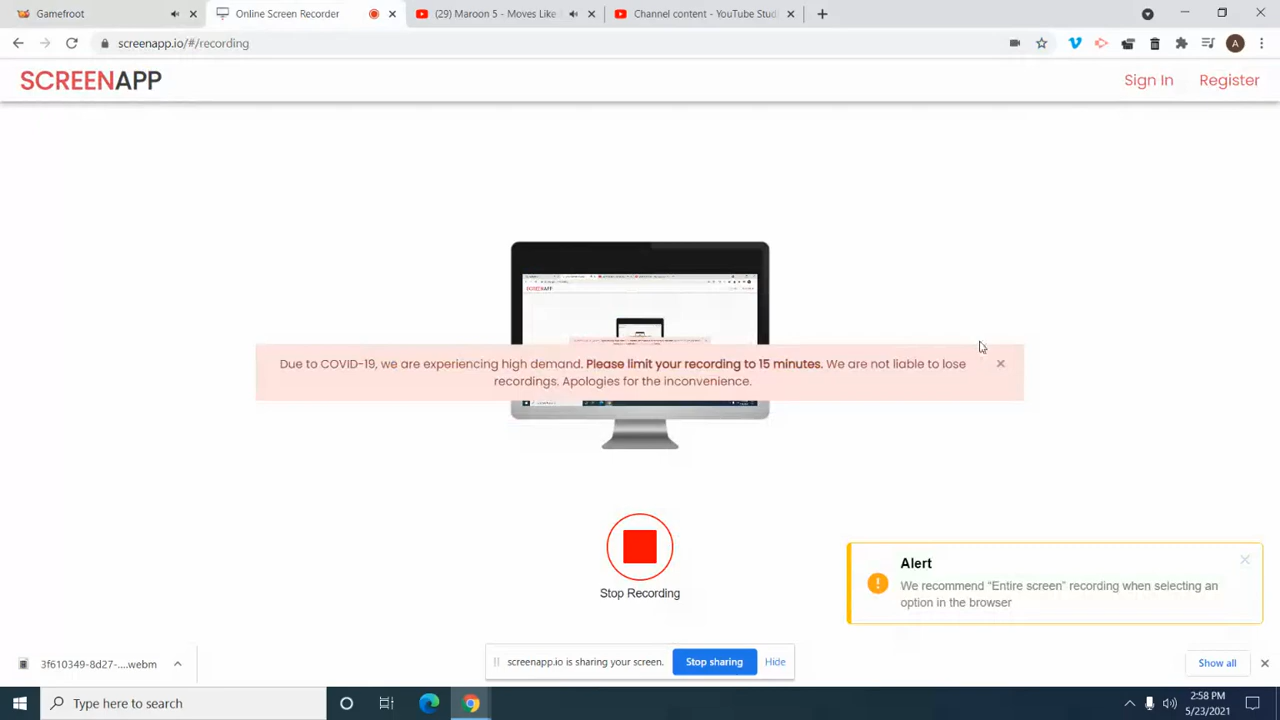 Gamefroot
Online Screen Recorder
(29) Maroon 5 - Moves Like
Channel content - YouTube Stud
screenapp.io/#/recording
A
SCREENAPP
Sign In
Register
Due to COVID-19, we are experiencing high demand. Please limit your recording to 15 minutes. We are not liable to lose
recordings. Apologies for the inconvenience.
Stop Recording
Alert
We recommend “Entire screen” recording when selecting an
option in the browser
3f610349-8d27-....webm
screenapp.io is sharing your screen.
Stop sharing
Hide
Show all
Type here to search
2:58 PM
5/23/2021